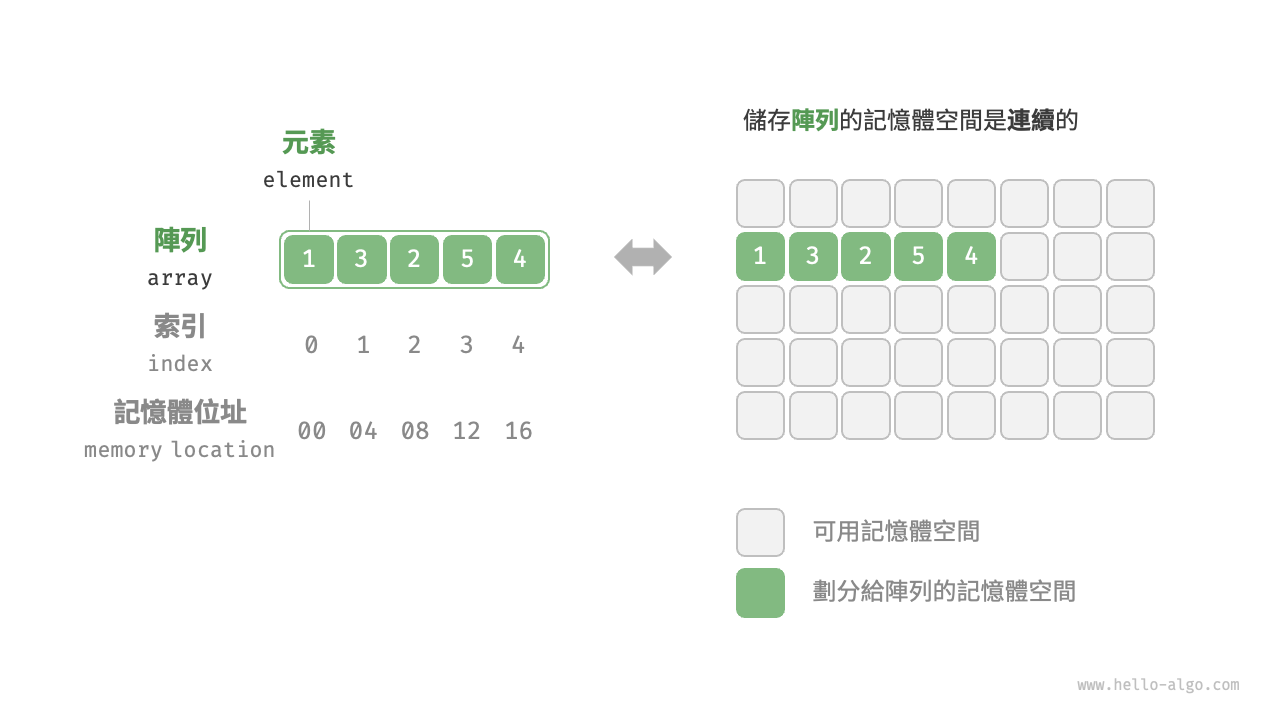 元素
element
陣列
array
1 3 2 5 4
索引
index
0 1 2 3 4
記憶體位址
memory location
00 04 08 12 16
儲存陣列的記憶體空間是連續的
1 3 2 5 4
可用記憶體空間
劃分給陣列的記憶體空間
www.hello-algo.com